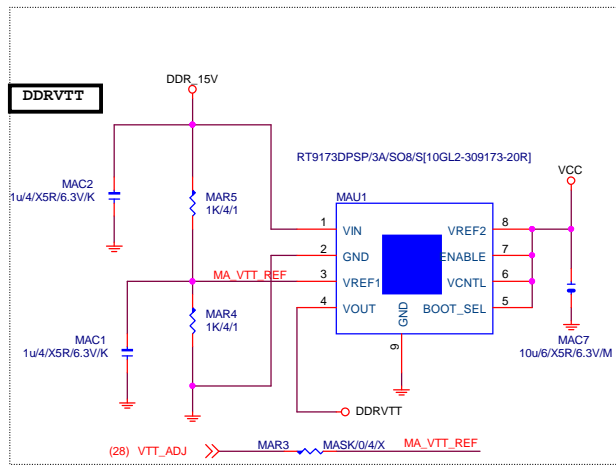 DDR_15V
DDRVTT
RT9173DPSP/3A/SO8/S[10GL2-309173-20R]
VCC
MAC2
1u/4/X5R/6.3V/K
MAR5
1K/4/1
MAU1
1 VIN VREF2 8
2 GND ENABLE 7
MA_VTT_REF 3 VREF1 VCNTL 6
4 VOUT BOOT_SEL 5
GND
9
MAR4
1K/4/1
MAC1
1u/4/X5R/6.3V/K
MAC7
10u/6/X5R/6.3V/M
DDRVTT
(28) VTT_ADJ MAR3 MASK/0/4/X MA_VTT_REF